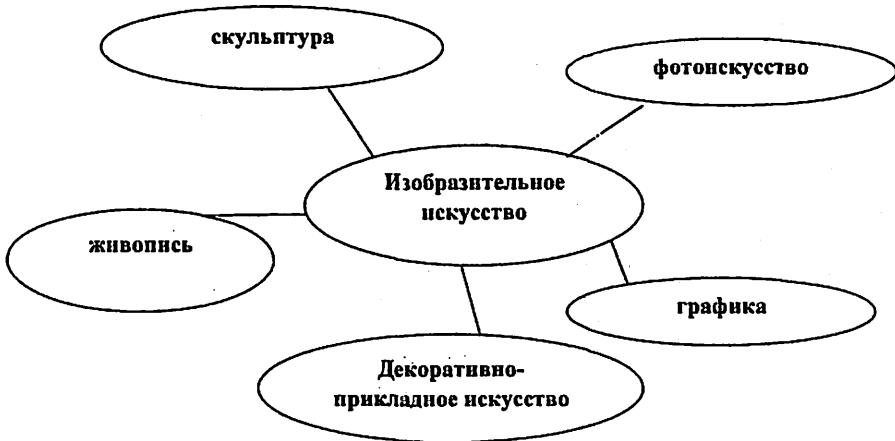 скульптура
фотоискусство
Изобразительное
искусство
живопись
графика
Декоративно-
прикладное искусство